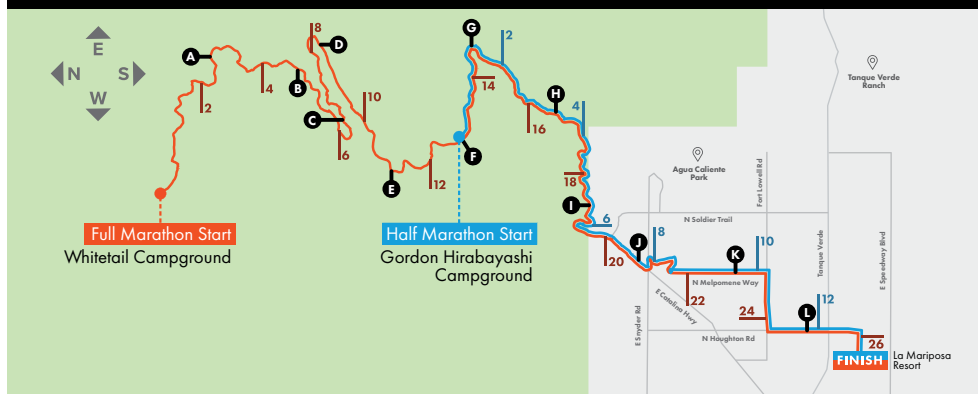 E
N
S
W
A
2
4
B
8
D
C
6
10
E
12
G
2
14
F
16
H
4
18
I
6
20
J
8
22
K
10
24
L
12
26
Full Marathon Start
Whitetail Campground
Half Marathon Start
Gordon Hirabayashi
Campground
Tanque Verde
Ranch
Agua Caliente
Park
Fort Lowell Rd
N Soldier Trail
Tanque Verde
E Speedway Blvd
N Melpomene Way
E Catalina Hwy
E Snyder Rd
N Houghton Rd
FINISH
La Mariposa
Resort